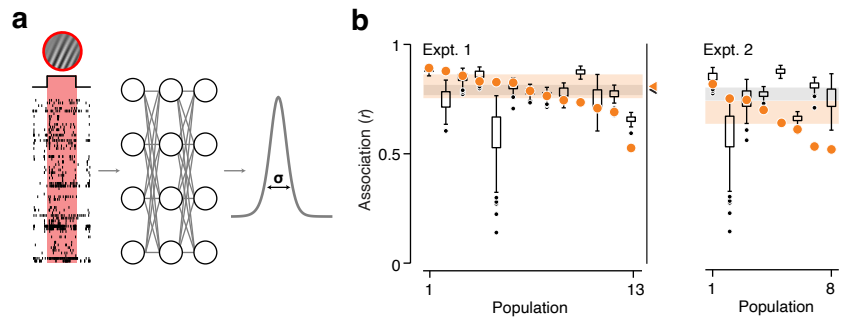 a
σ
b
Association (r)
1
0.5
0
Expt. 1
1
13
Population
Expt. 2
1
8
Population